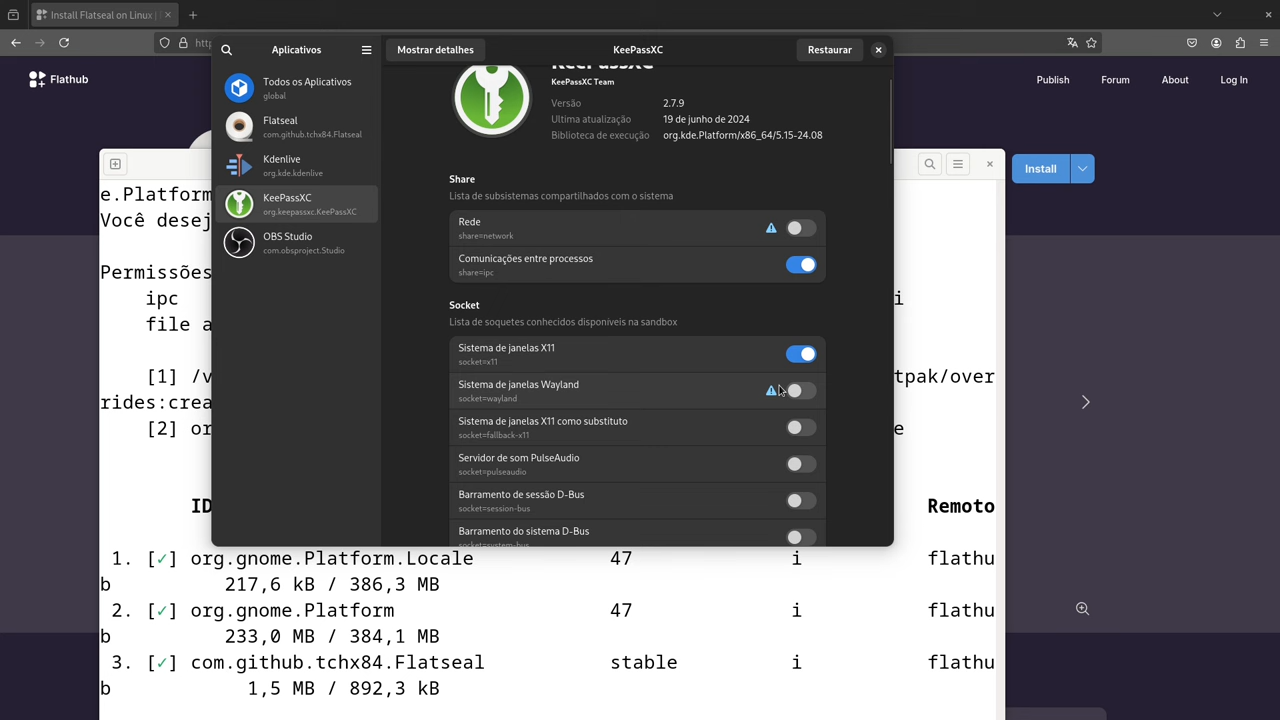 Install Flatseal on Linux |
http
Flathub
Publish
Forum
About
Log In
Install
Aplicativos
Mostrar detalhes
KeePassXC
Restaurar
Todos os Aplicativos
global
Flatseal
com.github.tchx84.Flatseal
Kdenlive
org.kde.kdenlive
KeePassXC
org.keepassxc.KeePassXC
OBS Studio
com.obsproject.Studio
KeePassXC
KeePassXC Team
Versão 2.7.9
Ultima atualização 19 de junho de 2024
Biblioteca de execução org.kde.Platform/x86_64/5.15-24.08
Share
Lista de subsistemas compartilhados com o sistema
Rede
share=network
Comunicações entre processos
share=ipc
Socket
Lista de soquetes conhecidos disponíveis na sandbox
Sistema de janelas X11
socket=x11
Sistema de janelas Wayland
socket=wayland
Sistema de janelas X11 como substituto
socket=fallback-x11
Servidor de som PulseAudio
socket=pulseaudio
Barramento de sessão D-Bus
socket=session-bus
Barramento do sistema D-Bus
socket=system-bus
e.Platform
Você desej
Permissões
ipc i
file a
[1] /v tpak/over
rides:crea
[2] or e
ID Remoto
1. [✓] org.gnome.Platform.Locale 47 i flathu
b 217,6 kB / 386,3 MB
2. [✓] org.gnome.Platform 47 i flathu
b 233,0 MB / 384,1 MB
3. [✓] com.github.tchx84.Flatseal stable i flathu
b 1,5 MB / 892,3 kB